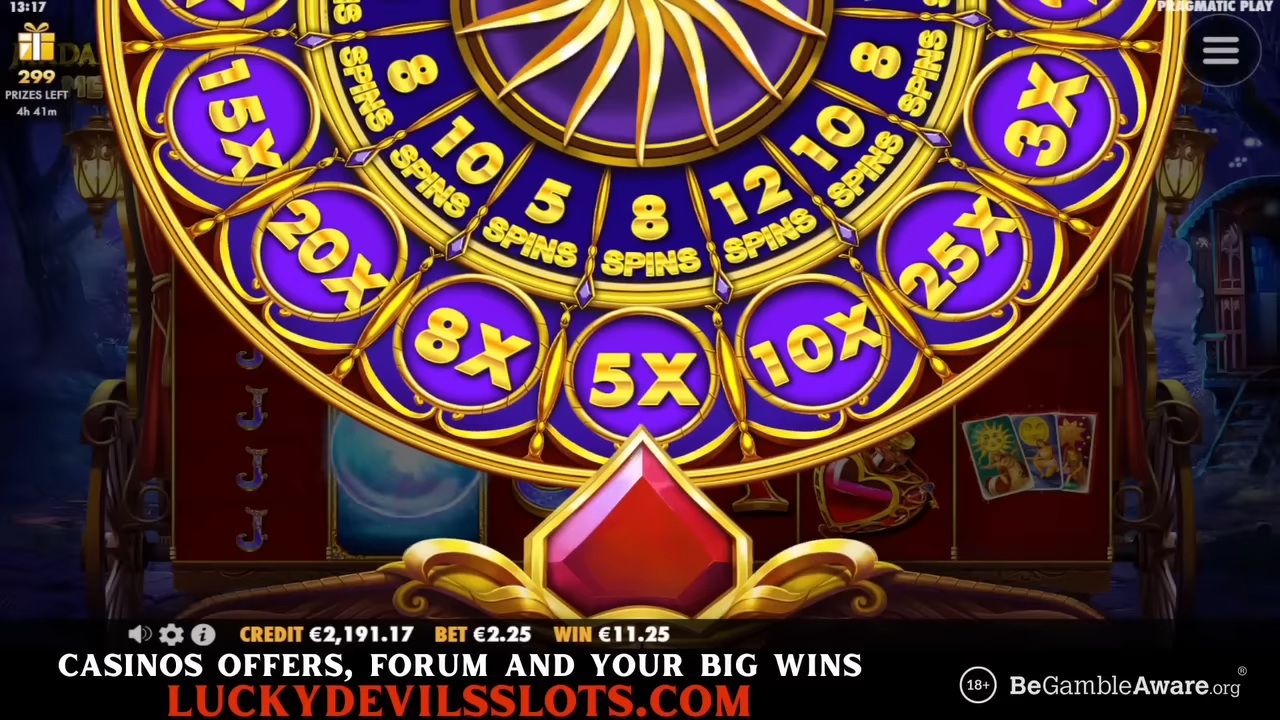 13:17
PRAGMATIC PLAY
299
PRIZES LEFT
4h 41m
8
SPINS
10
SPINS
5
SPINS
8
SPINS
12
SPINS
10
SPINS
8
SPINS
15X
20X
8X
5X
10X
25X
3X
J
J
J
J
CREDIT €2,191.17 BET €2.25 WIN €11.25
CASINOS OFFERS, FORUM AND YOUR BIG WINS
LUCKYDEVILSSLOTS.COM
18+ BeGambleAware.org®